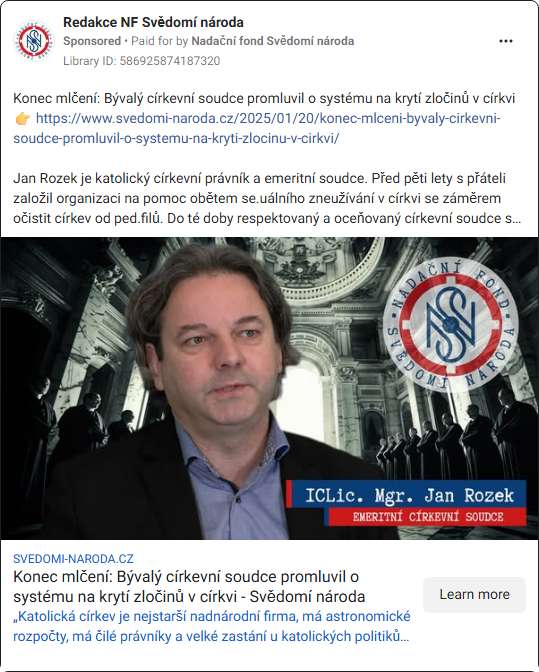 Redakce NF Svědomí národa
Sponsored • Paid for by Nadační fond Svědomí národa
Library ID: 586925874187320
Konec mlčení: Bývalý církevní soudce promluvil o systému na krytí zločinů v církvi
👉 https://www.svedomi-naroda.cz/2025/01/20/konec-mlceni-byvaly-cirkevni-
soudce-promluvil-o-systemu-na-kryti-zlocinu-v-cirkvi/
Jan Rozek je katolický církevní právník a emeritní soudce. Před pěti lety s přáteli
založil organizaci na pomoc obětem se.uálního zneužívání v církvi se záměrem
očistit církev od ped.filů. Do té doby respektovaný a oceňovaný církevní soudce s...
NADAČNÍ FOND
SVĚDOMÍ NÁRODA
NS
ICLic. Mgr. Jan Rozek
EMERITNÍ CÍRKEVNÍ SOUDCE
SVEDOMI-NARODA.CZ
Konec mlčení: Bývalý církevní soudce promluvil o
systému na krytí zločinů v církvi - Svědomí národa
Learn more
„Katolická církev je nejstarší nadnárodní firma, má astronomické
rozpočty, má čilé právníky a velké zastání u katolických politiků...